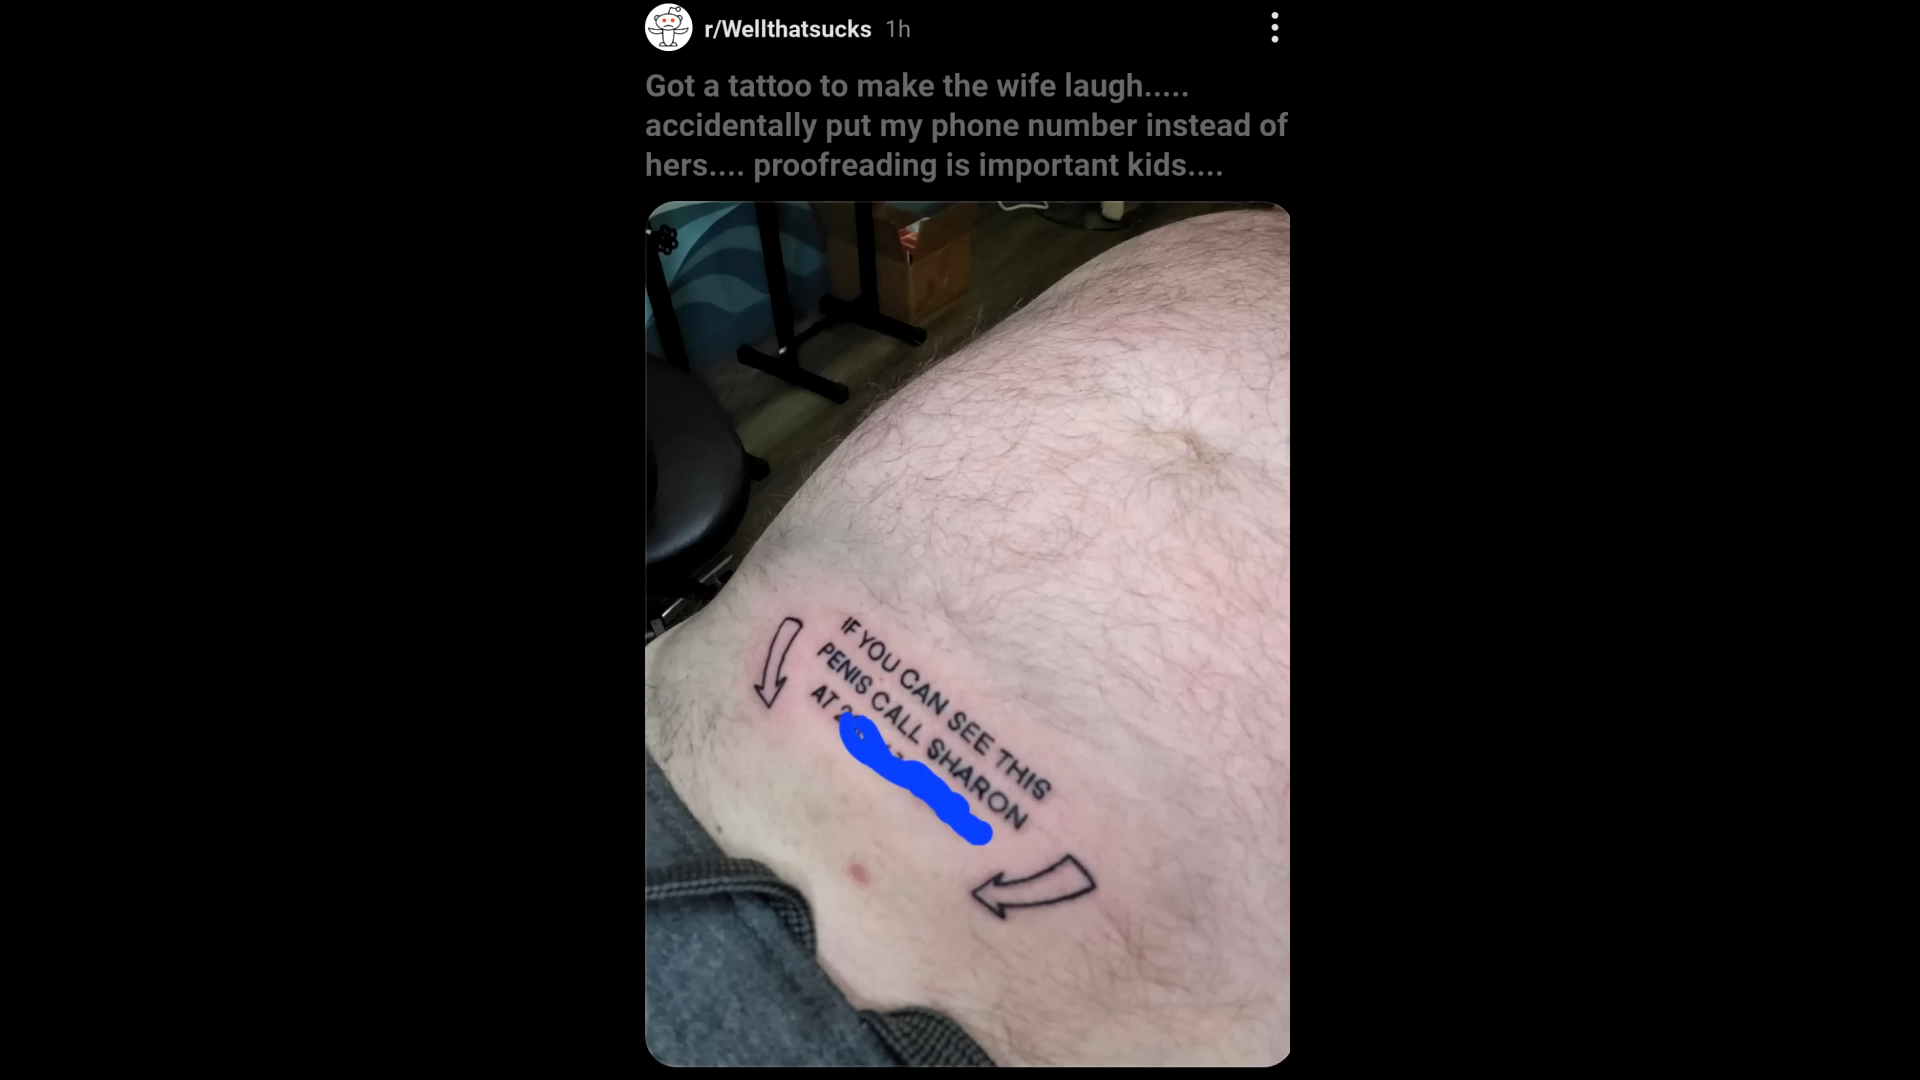 r/Wellthatsucks 1h
Got a tattoo to make the wife laugh.....
accidentally put my phone number instead of
hers.... proofreading is important kids....
IF YOU CAN SEE THIS
PENIS CALL SHARON
AT